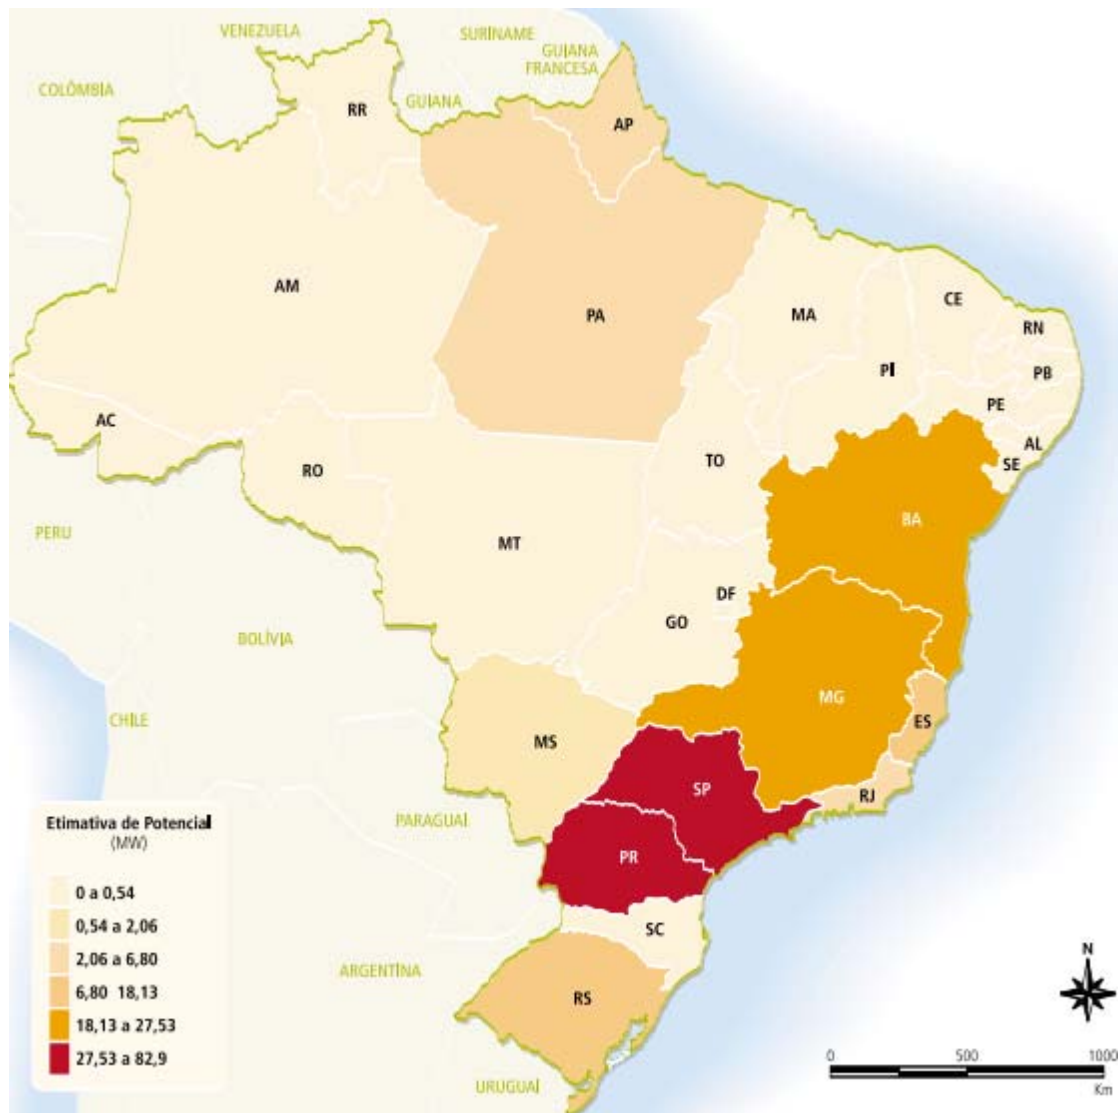 VENEZUELA
SURINAME
GUIANA
FRANCESA
COLÔMBIA
GUIANA
RR
AP
AM
PA
MA
CE
RN
PI
PB
PE
AC
AL
SE
TO
RO
BA
PERU
MT
DF
GO
BOLÍVIA
MG
ES
CHILE
MS
SP
RJ
PARAGUAI
PR
SC
ARGENTINA
RS
URUGUAI
Etimativa de Potencial
(MW)
0 a 0,54
0,54 a 2,06
2,06 a 6,80
6,80 18,13
18,13 a 27,53
27,53 a 82,9
N
0 500 1000
Km